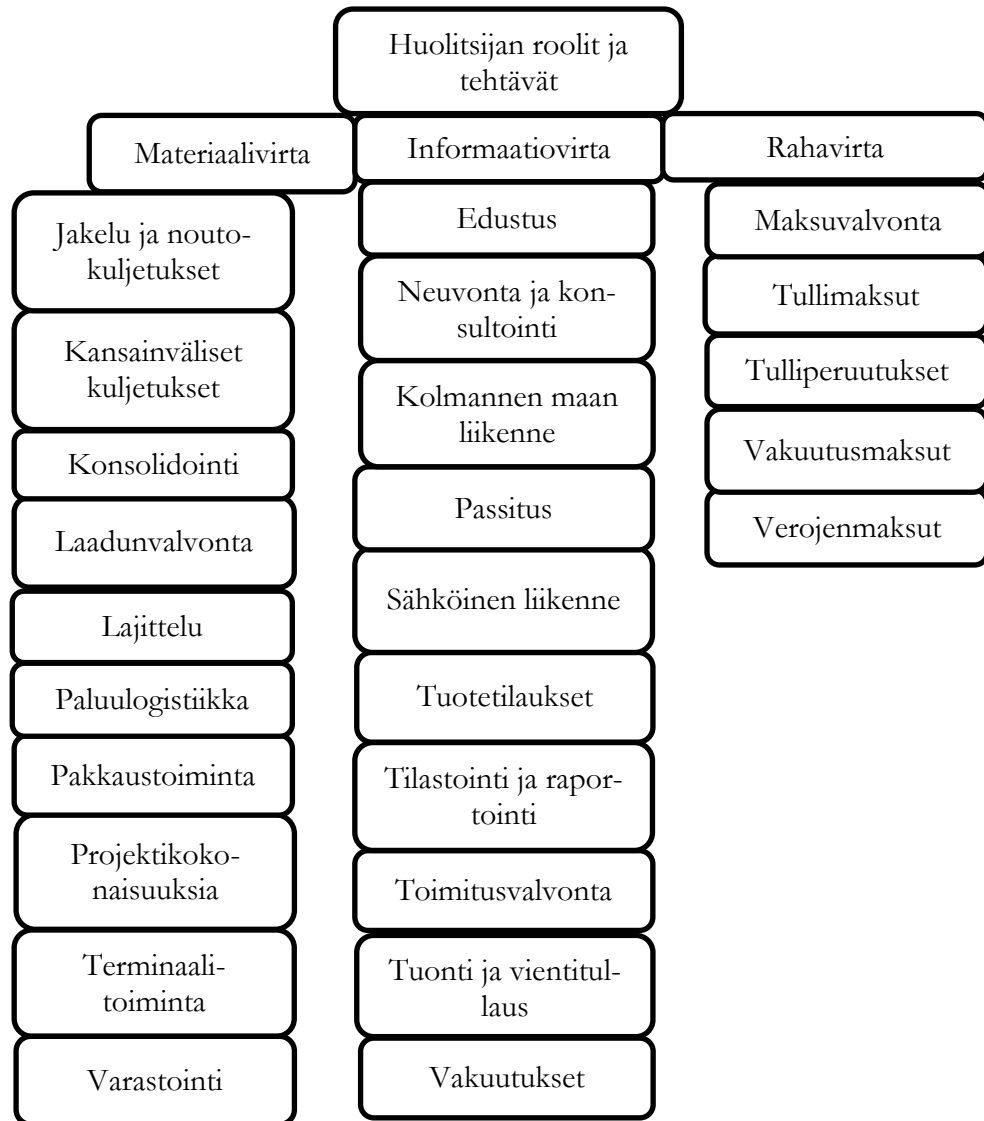 Huolitsijan roolit ja
tehtävät
Materiaalivirta
Informaatiovirta
Rahavirta
Jakelu ja nouto-
kuljetukset
Kansainväliset
kuljetukset
Konsolidointi
Laadunvalvonta
Lajittelu
Paluulogistiikka
Pakkaustoiminta
Projektikoko-
naisuuksia
Terminaali-
toiminta
Varastointi
Edustus
Neuvonta ja kon-
sultointi
Kolmannen maan
liikenne
Passitus
Sähköinen liikenne
Tuotetilaukset
Tilastointi ja rapor-
tointi
Toimitusvalvonta
Tuonti ja vientitul-
laus
Vakuutukset
Maksuvalvonta
Tullimaksut
Tulliperuutukset
Vakuutusmaksut
Verojenmaksut